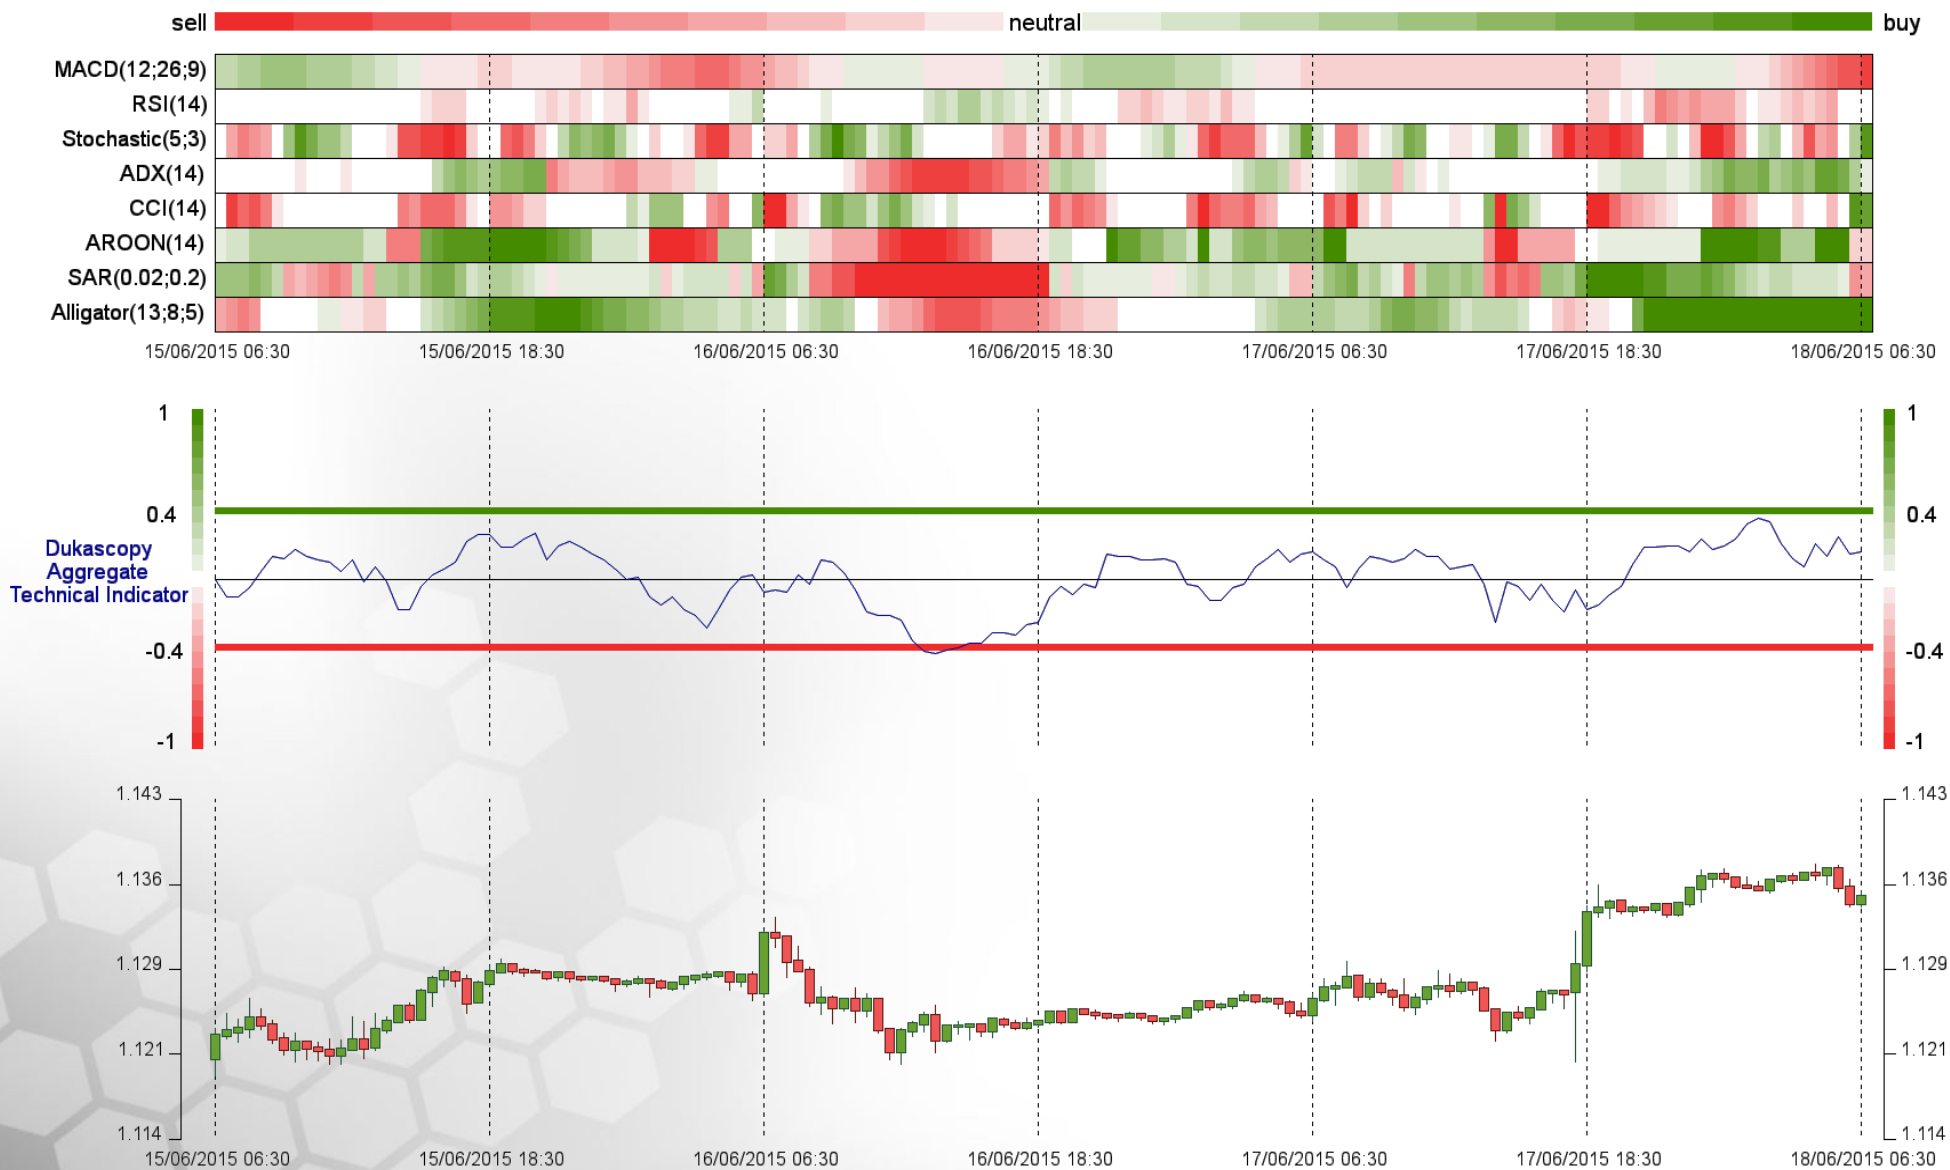 sell neutral buy
MACD(12;26;9)
RSI(14)
Stochastic(5;3)
ADX(14)
CCI(14)
AROON(14)
SAR(0.02;0.2)
Alligator(13;8;5)
15/06/2015 06:30 15/06/2015 18:30 16/06/2015 06:30 16/06/2015 18:30 17/06/2015 06:30 17/06/2015 18:30 18/06/2015 06:30
1 1
0.4 0.4
Dukascopy
Aggregate
Technical Indicator
-0.4 -0.4
-1 -1
1.143 1.143
1.136 1.136
1.129 1.129
1.121 1.121
1.114 1.114
15/06/2015 06:30 15/06/2015 18:30 16/06/2015 06:30 16/06/2015 18:30 17/06/2015 06:30 17/06/2015 18:30 18/06/2015 06:30